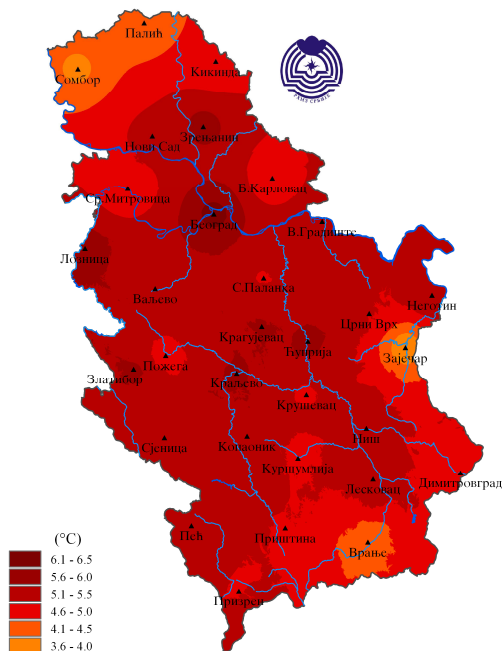 Палић
Сомбор
Кикинда
Зрењанин
Нови Сад
Ср.Митровица
Б.Карловац
Београд
В.Градиште
Лозница
С.Паланка
Ваљево
Неготин
Црни Врх
Крагујевац
Ћуприја
Зајечар
Пожега
Златибор
Краљево
Крушевац
Сјеница
Копаоник
Ниш
Куршумлија
Димитровград
Лесковац
Пећ
Приштина
Врање
Призрен
(°C)
6.1 - 6.5
5.6 - 6.0
5.1 - 5.5
4.6 - 5.0
4.1 - 4.5
3.6 - 4.0